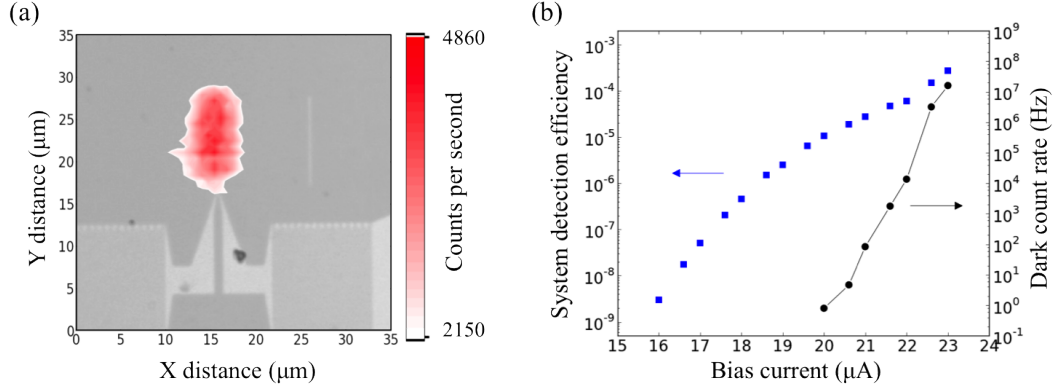 (a)
35
30
25
20
15
10
5
0
Y distance (μm)
0 5 10 15 20 25 30 35
X distance (μm)
4860
Counts per second
2150
(b)
10⁻³
10⁻⁴
10⁻⁵
10⁻⁶
10⁻⁷
10⁻⁸
10⁻⁹
System detection efficiency
15 16 17 18 19 20 21 22 23 24
Bias current (μA)
10⁹
10⁸
10⁷
10⁶
10⁵
10⁴
10³
10²
10¹
10⁰
10⁻¹
Dark count rate (Hz)